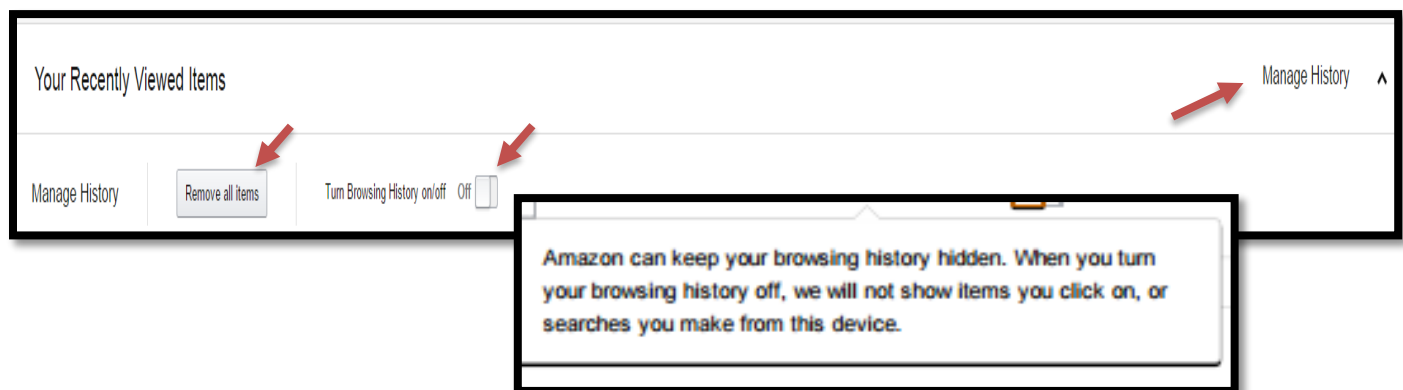 Your Recently Viewed Items
Manage History
Manage History
Remove all items
Turn Browsing History on/off Off
Amazon can keep your browsing history hidden. When you turn
your browsing history off, we will not show items you click on, or
searches you make from this device.